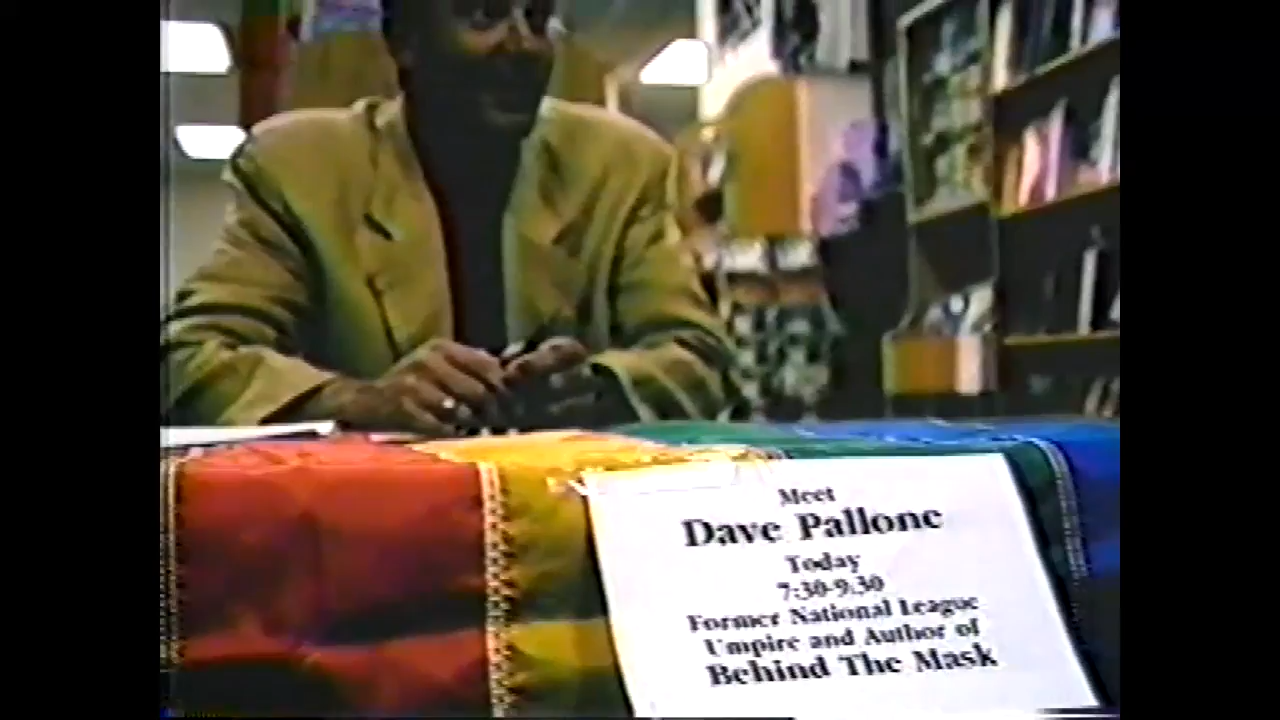 Meet
Dave Pallone
Today
7:30-9:30
Former National League
Umpire and Author of
Behind The Mask